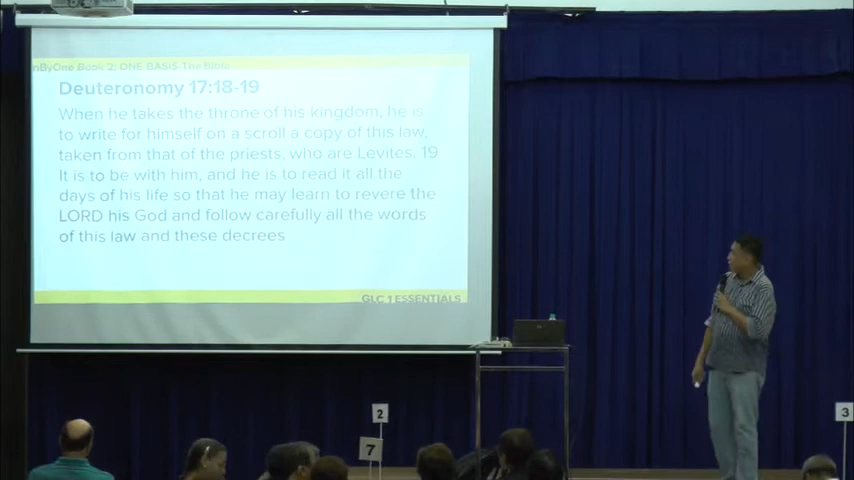 nByOne Book 2: ONE BASIS-The Bible
Deuteronomy 17:18-19
When he takes the throne of his kingdom, he is
to write for himself on a scroll a copy of this law,
taken from that of the priests, who are Levites. 19
It is to be with him, and he is to read it all the
days of his life so that he may learn to revere the
LORD his God and follow carefully all the words
of this law and these decrees
GLC 1 ESSENTIALS
2
7
3